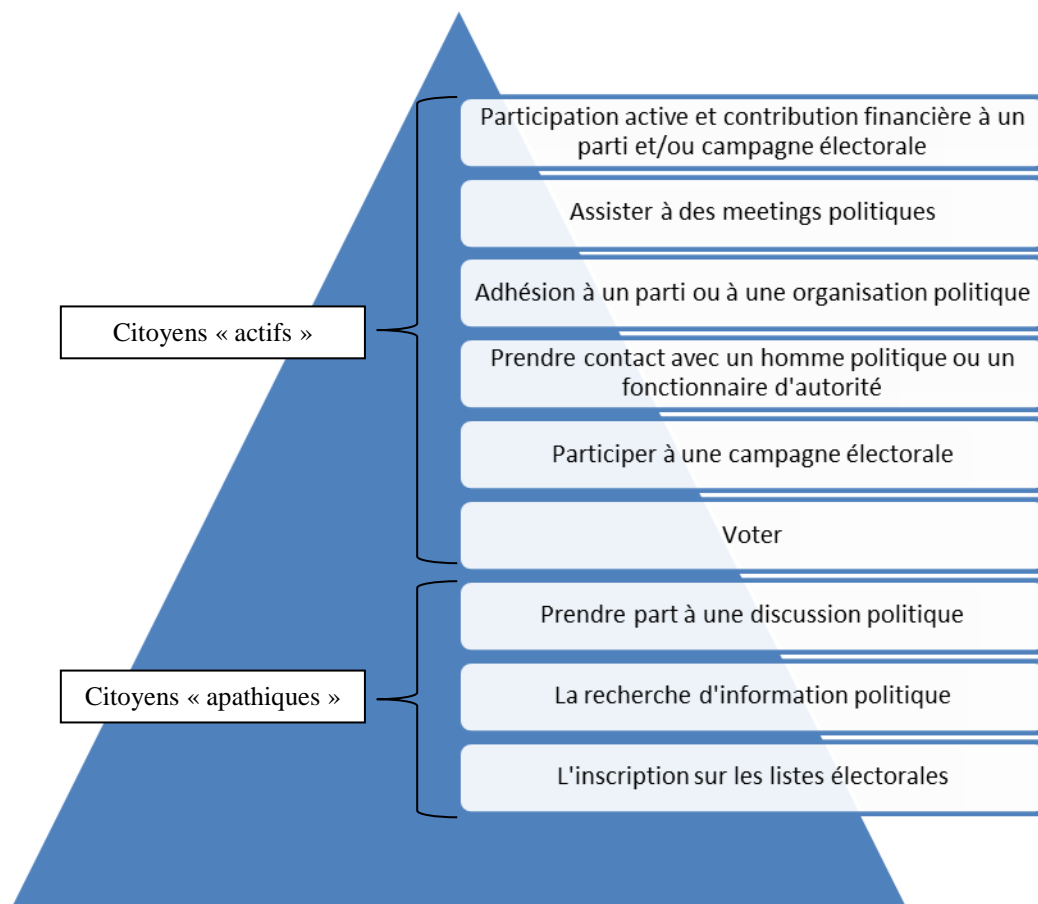 Participation active et contribution financière à un
parti et/ou campagne électorale
Assister à des meetings politiques
Adhésion à un parti ou à une organisation politique
Citoyens « actifs »
Prendre contact avec un homme politique ou un
fonctionnaire d'autorité
Participer à une campagne électorale
Voter
Prendre part à une discussion politique
Citoyens « apathiques »
La recherche d'information politique
L'inscription sur les listes électorales